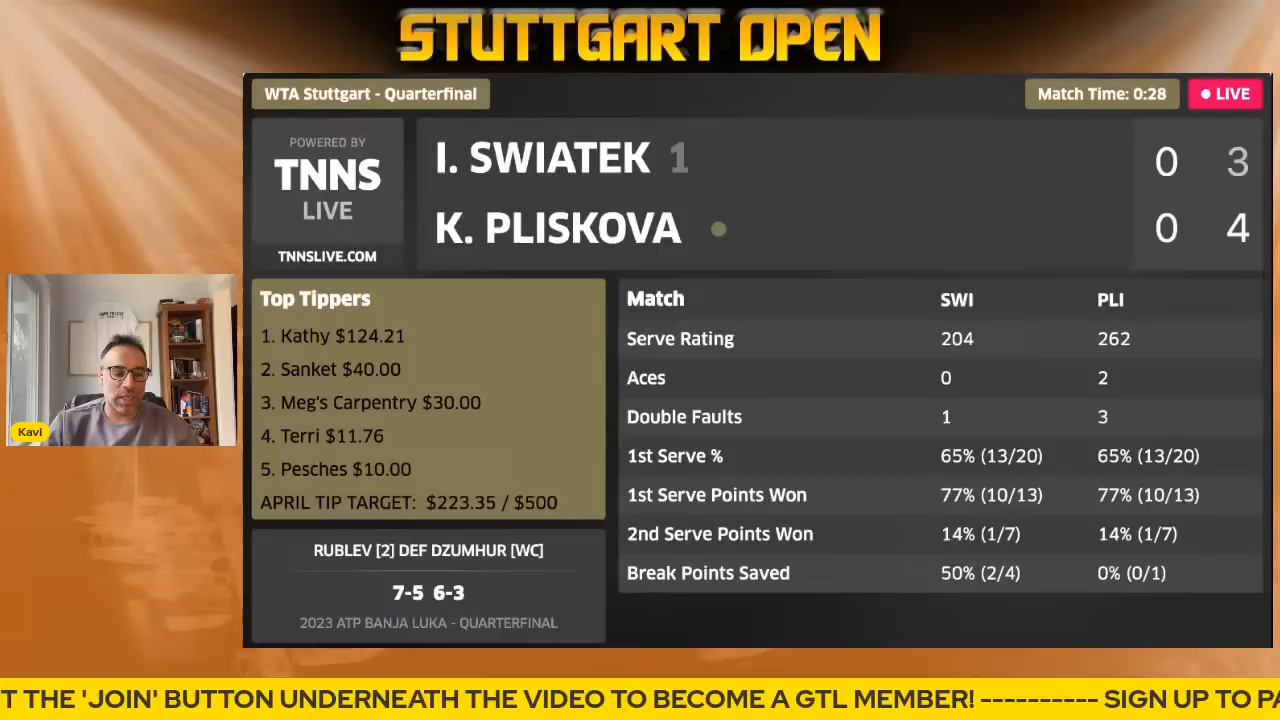 STUTTGART OPEN
WTA Stuttgart - Quarterfinal
Match Time: 0:28
LIVE
POWERED BY
TNNS
LIVE
TNNSLIVE.COM
I. SWIATEK 1 0 3
K. PLISKOVA 0 4
Kavi
Top Tippers
1. Kathy $124.21
2. Sanket $40.00
3. Meg's Carpentry $30.00
4. Terri $11.76
5. Pesches $10.00
APRIL TIP TARGET: $223.35 / $500
RUBLEV [2] DEF DZUMHUR [WC]
7-5 6-3
2023 ATP BANJA LUKA - QUARTERFINAL
Match SWI PLI
Serve Rating 204 262
Aces 0 2
Double Faults 1 3
1st Serve % 65% (13/20) 65% (13/20)
1st Serve Points Won 77% (10/13) 77% (10/13)
2nd Serve Points Won 14% (1/7) 14% (1/7)
Break Points Saved 50% (2/4) 0% (0/1)
T THE 'JOIN' BUTTON UNDERNEATH THE VIDEO TO BECOME A GTL MEMBER! ---------- SIGN UP TO PA